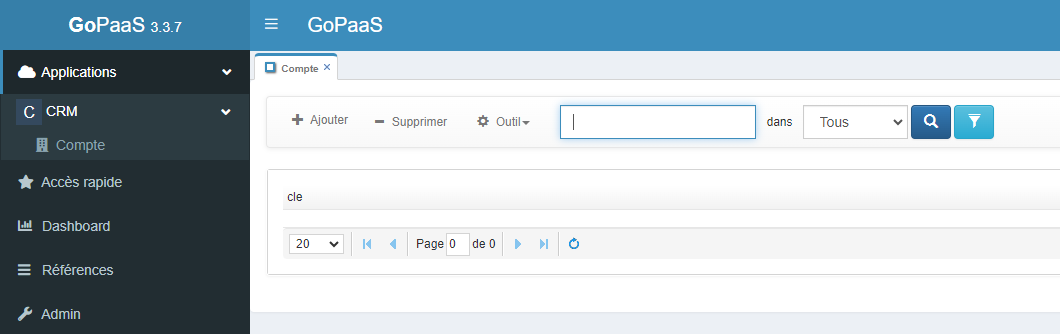 GoPaaS 3.3.7
GoPaaS
Applications
C CRM
Compte
Accès rapide
Dashboard
Références
Admin
Compte ×
Ajouter
Supprimer
Outil
dans
Tous
cle
20
Page 0 de 0